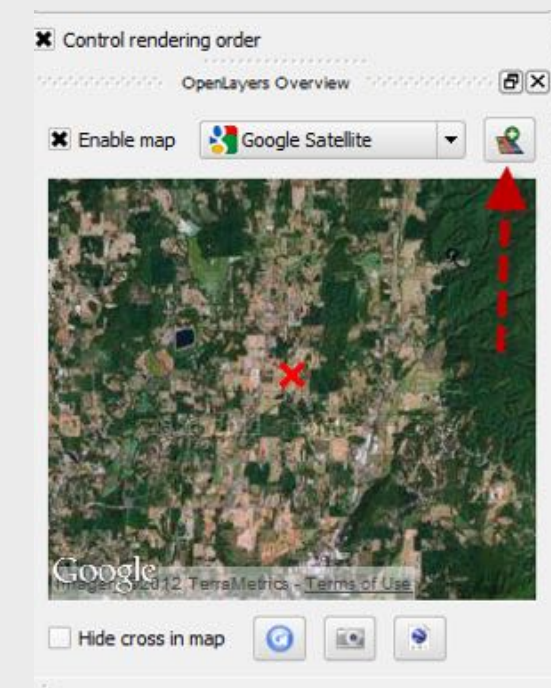 Control rendering order
OpenLayers Overview
Enable map
Google Satellite
Google
Imagery ©2012 TerraMetrics - Terms of Use
Hide cross in map